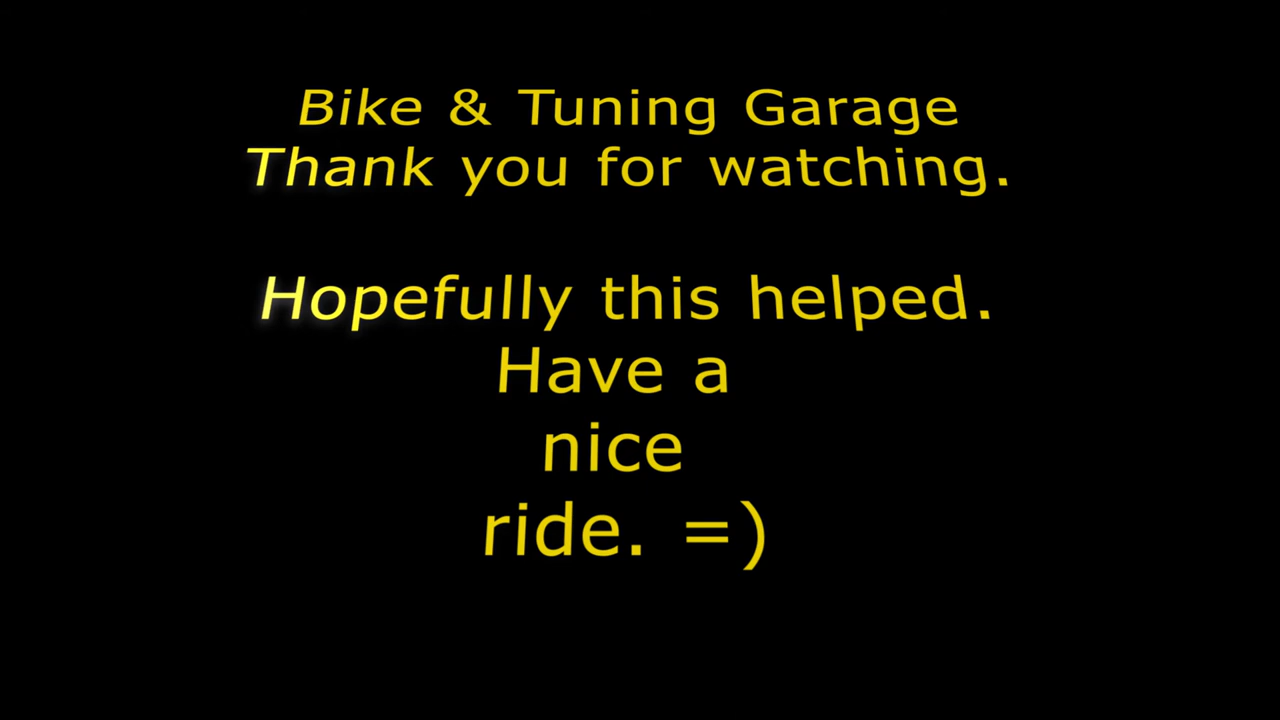 Bike & Tuning Garage
Thank you for watching.
Hopefully this helped.
Have a
nice
ride. =)